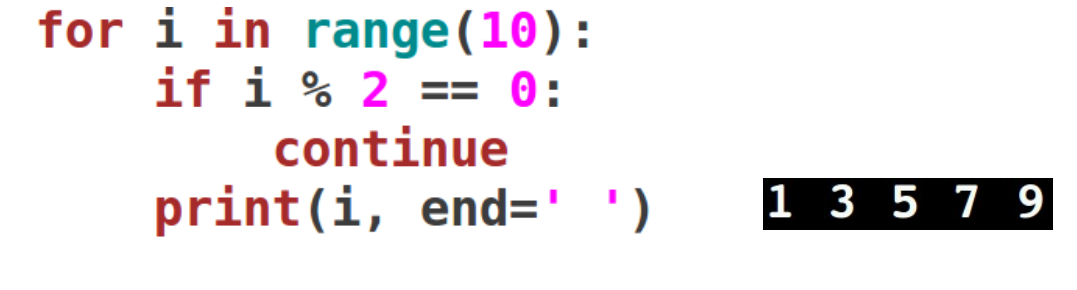 for i in range(10):
    if i % 2 == 0:
        continue
    print(i, end=' ')
1 3 5 7 9